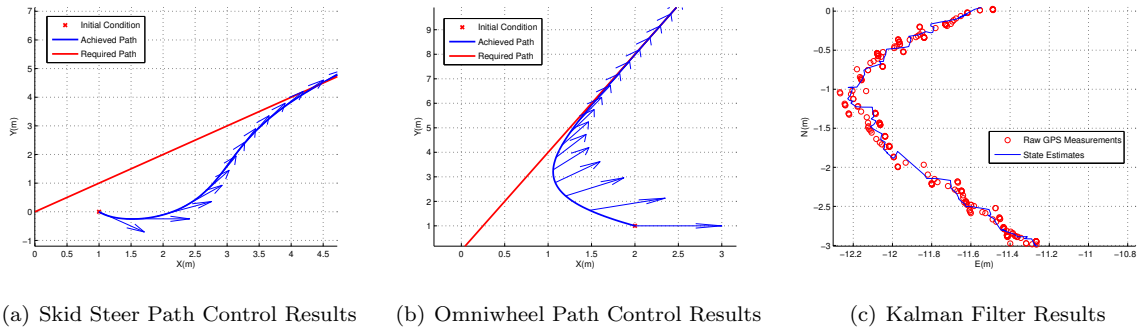 7
6
5
4
3
2
1
0
−1
Y(m)
0
0.5
1
1.5
2
2.5
3
3.5
4
4.5
X(m)
Initial Condition
Achieved Path
Required Path
(a) Skid Steer Path Control Results
9
8
7
6
5
4
3
2
1
Y(m)
0
0.5
1
1.5
2
2.5
3
X(m)
Initial Condition
Achieved Path
Required Path
(b) Omniwheel Path Control Results
0
−0.5
−1
−1.5
−2
−2.5
−3
N(m)
−12.2
−12
−11.8
−11.6
−11.4
−11.2
−11
−10.8
E(m)
Raw GPS Measurements
State Estimates
(c) Kalman Filter Results